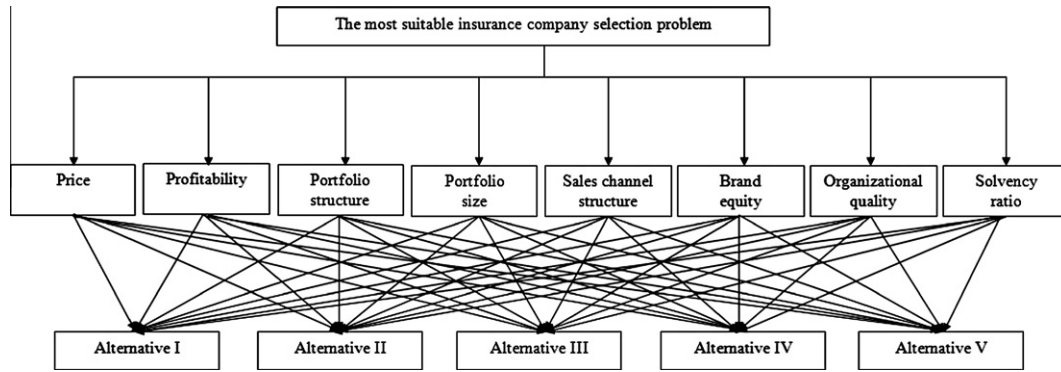 The most suitable insurance company selection problem
Price
Profitability
Portfolio
structure
Portfolio
size
Sales channel
structure
Brand
equity
Organizational
quality
Solvency
ratio
Alternative I
Alternative II
Alternative III
Alternative IV
Alternative V